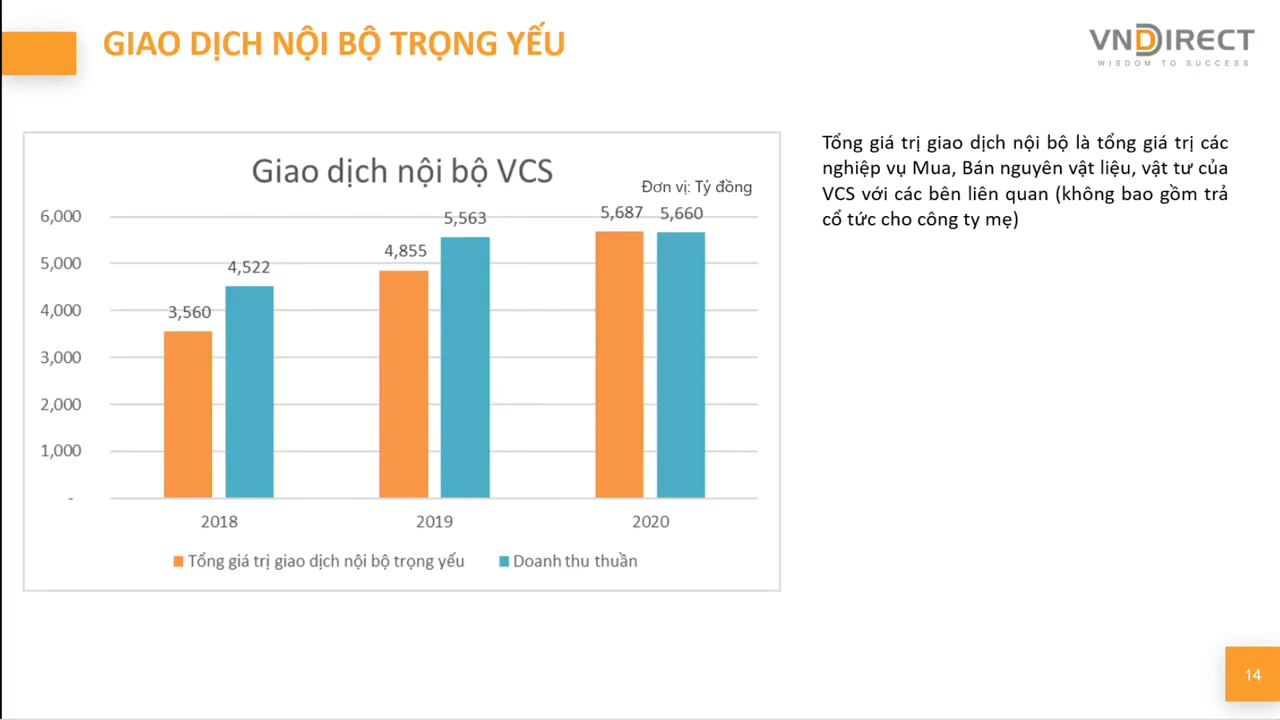 GIAO DỊCH NỘI BỘ TRỌNG YẾU
VNDIRECT
WISDOM TO SUCCESS
Giao dịch nội bộ VCS
Đơn vị: Tỷ đồng
6,000
5,000
4,000
3,000
2,000
1,000
-
3,560
4,522
4,855
5,563
5,687
5,660
2018
2019
2020
Tổng giá trị giao dịch nội bộ trọng yếu
Doanh thu thuần
Tổng giá trị giao dịch nội bộ là tổng giá trị các
nghiệp vụ Mua, Bán nguyên vật liệu, vật tư của
VCS với các bên liên quan (không bao gồm trả
cổ tức cho công ty mẹ)
14